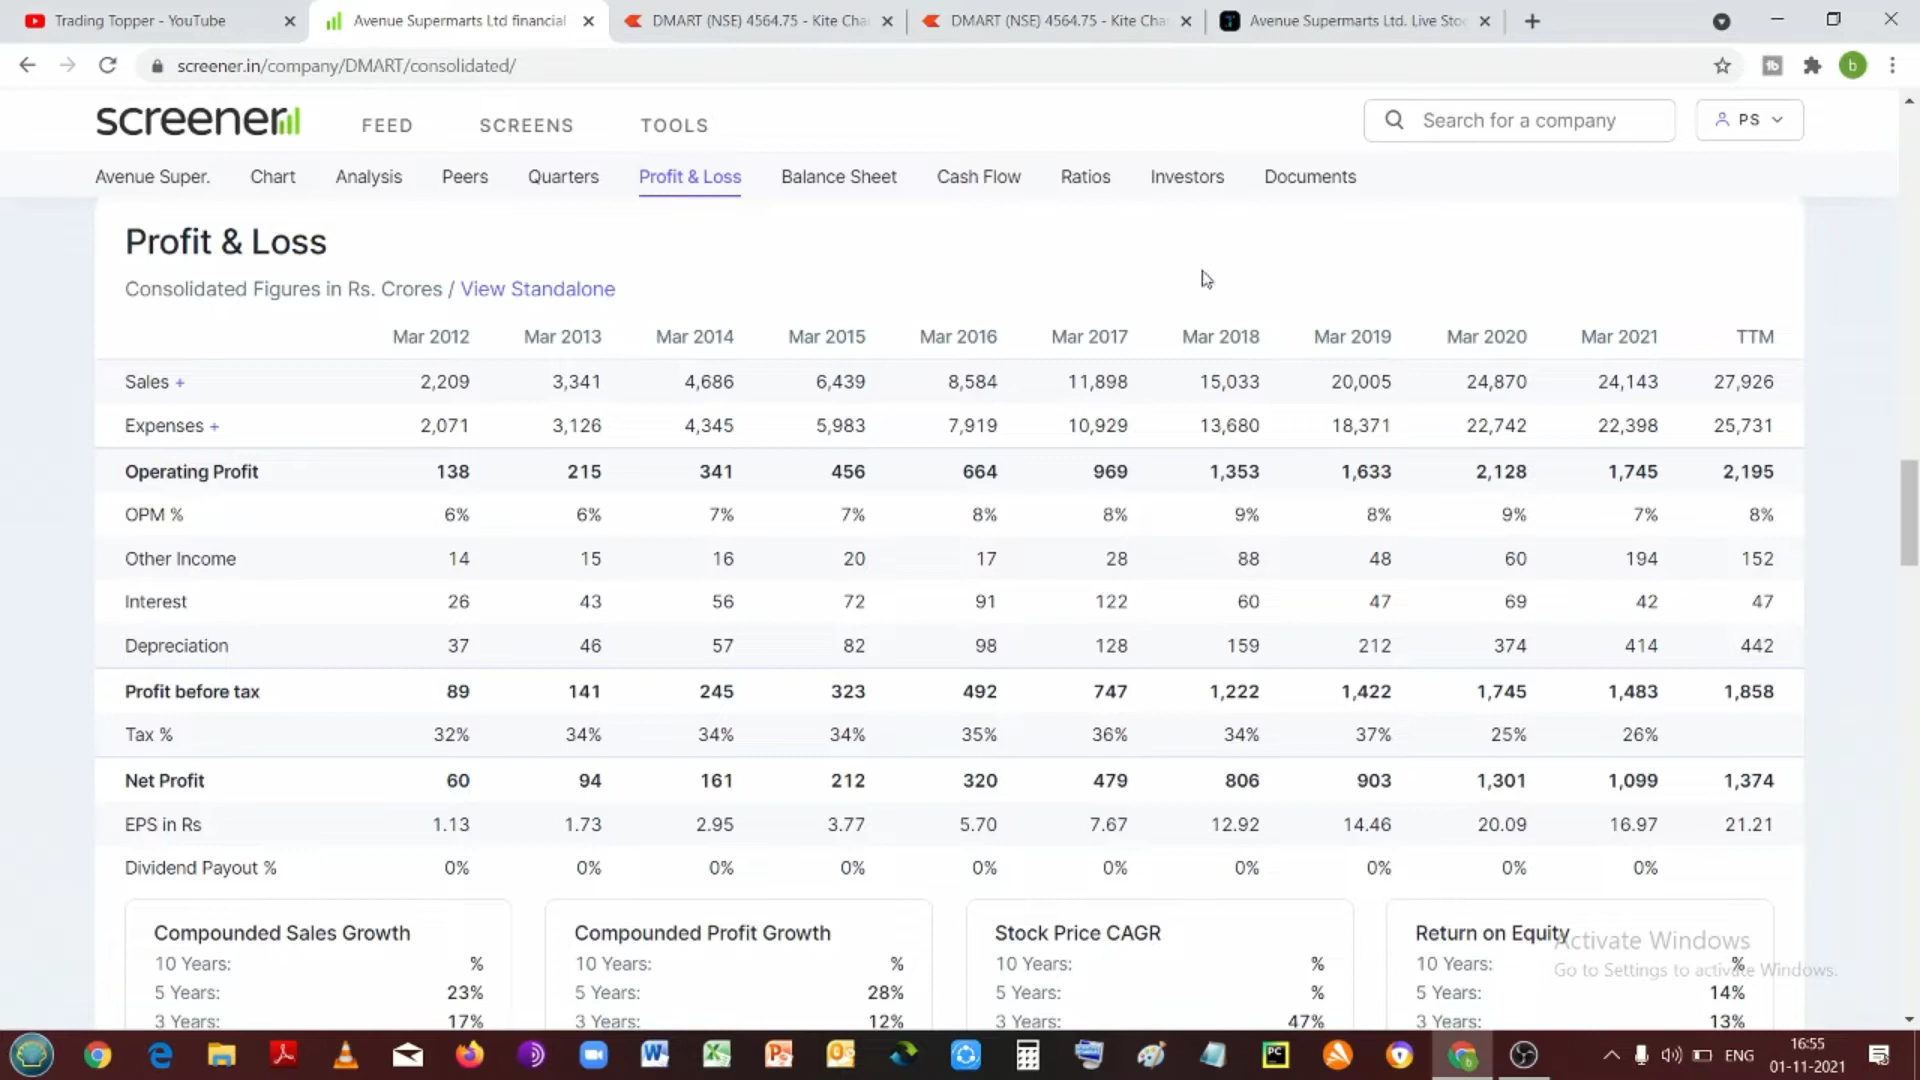 Trading Topper - YouTube
Avenue Supermarts Ltd financial
DMART (NSE) 4564.75 - Kite Cha
DMART (NSE) 4564.75 - Kite Cha
Avenue Supermarts Ltd. Live Sto
screener.in/company/DMART/consolidated/
b
screener
FEED SCREENS TOOLS
Search for a company
PS
Avenue Super. Chart Analysis Peers Quarters Profit & Loss Balance Sheet Cash Flow Ratios Investors Documents
Profit & Loss
Consolidated Figures in Rs. Crores / View Standalone
Mar 2012 Mar 2013 Mar 2014 Mar 2015 Mar 2016 Mar 2017 Mar 2018 Mar 2019 Mar 2020 Mar 2021 TTM
Sales + 2,209 3,341 4,686 6,439 8,584 11,898 15,033 20,005 24,870 24,143 27,926
Expenses + 2,071 3,126 4,345 5,983 7,919 10,929 13,680 18,371 22,742 22,398 25,731
Operating Profit 138 215 341 456 664 969 1,353 1,633 2,128 1,745 2,195
OPM % 6% 6% 7% 7% 8% 8% 9% 8% 9% 7% 8%
Other Income 14 15 16 20 17 28 88 48 60 194 152
Interest 26 43 56 72 91 122 60 47 69 42 47
Depreciation 37 46 57 82 98 128 159 212 374 414 442
Profit before tax 89 141 245 323 492 747 1,222 1,422 1,745 1,483 1,858
Tax % 32% 34% 34% 34% 35% 36% 34% 37% 25% 26%
Net Profit 60 94 161 212 320 479 806 903 1,301 1,099 1,374
EPS in Rs 1.13 1.73 2.95 3.77 5.70 7.67 12.92 14.46 20.09 16.97 21.21
Dividend Payout % 0% 0% 0% 0% 0% 0% 0% 0% 0% 0%
Compounded Sales Growth
10 Years: %
5 Years: 23%
3 Years: 17%
Compounded Profit Growth
10 Years: %
5 Years: 28%
3 Years: 12%
Stock Price CAGR
10 Years: %
5 Years: %
3 Years: 47%
Return on Equity
10 Years: %
5 Years: 14%
3 Years: 13%
Activate Windows
Go to Settings to activate Windows.
ENG
16:55
01-11-2021